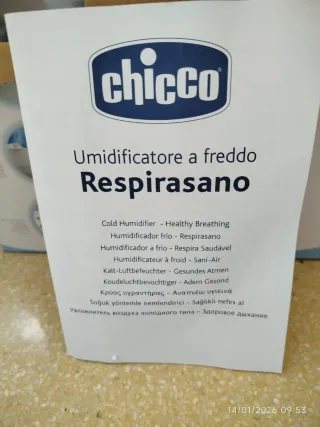 chicco
Umidificatore a freddo
Respirasano
Cold Humidifier - Healthy Breathing
Humidificador frío - Respirasano
Humidificador a frio - Respira Saudável
Humidificateur à froid - Sani-Air
Kalt-Luftbefeuchter - Gesundes Atmen
Koudeluchtbevochtiger - Adem Gezond
Κρύος υγραντήρας - Αναπνέω υγιεινά
Soğuk yöntemle nemlendirici - Sağlıklı nefes al
Увлажнитель воздуха холодного типа - Здоровое дыхание
14/01/2026 09:53